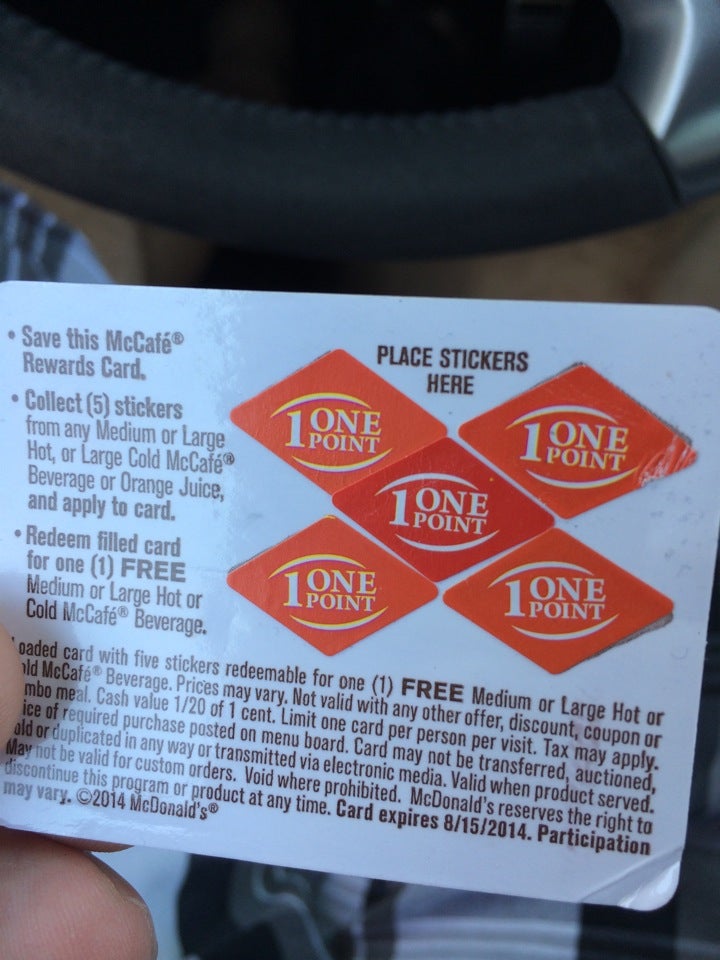 • Save this McCafé®
Rewards Card.
• Collect (5) stickers
from any Medium or Large
Hot, or Large Cold McCafé®
Beverage or Orange Juice,
and apply to card.
• Redeem filled card
for one (1) FREE
Medium or Large Hot or
Cold McCafé® Beverage.
PLACE STICKERS
HERE
1 ONE
POINT
1 ONE
POINT
1 ONE
POINT
1 ONE
POINT
1 ONE
POINT
oaded card with five stickers redeemable for one (1) FREE Medium or Large Hot or
old McCafé® Beverage. Prices may vary. Not valid with any other offer, discount, coupon or
mbo meal. Cash value 1/20 of 1 cent. Limit one card per person per visit. Tax may apply.
ice of required purchase posted on menu board. Card may not be transferred, auctioned,
old or duplicated in any way or transmitted via electronic media. Valid when product served.
May not be valid for custom orders. Void where prohibited. McDonald's reserves the right to
discontinue this program or product at any time. Card expires 8/15/2014. Participation
may vary. ©2014 McDonald's®